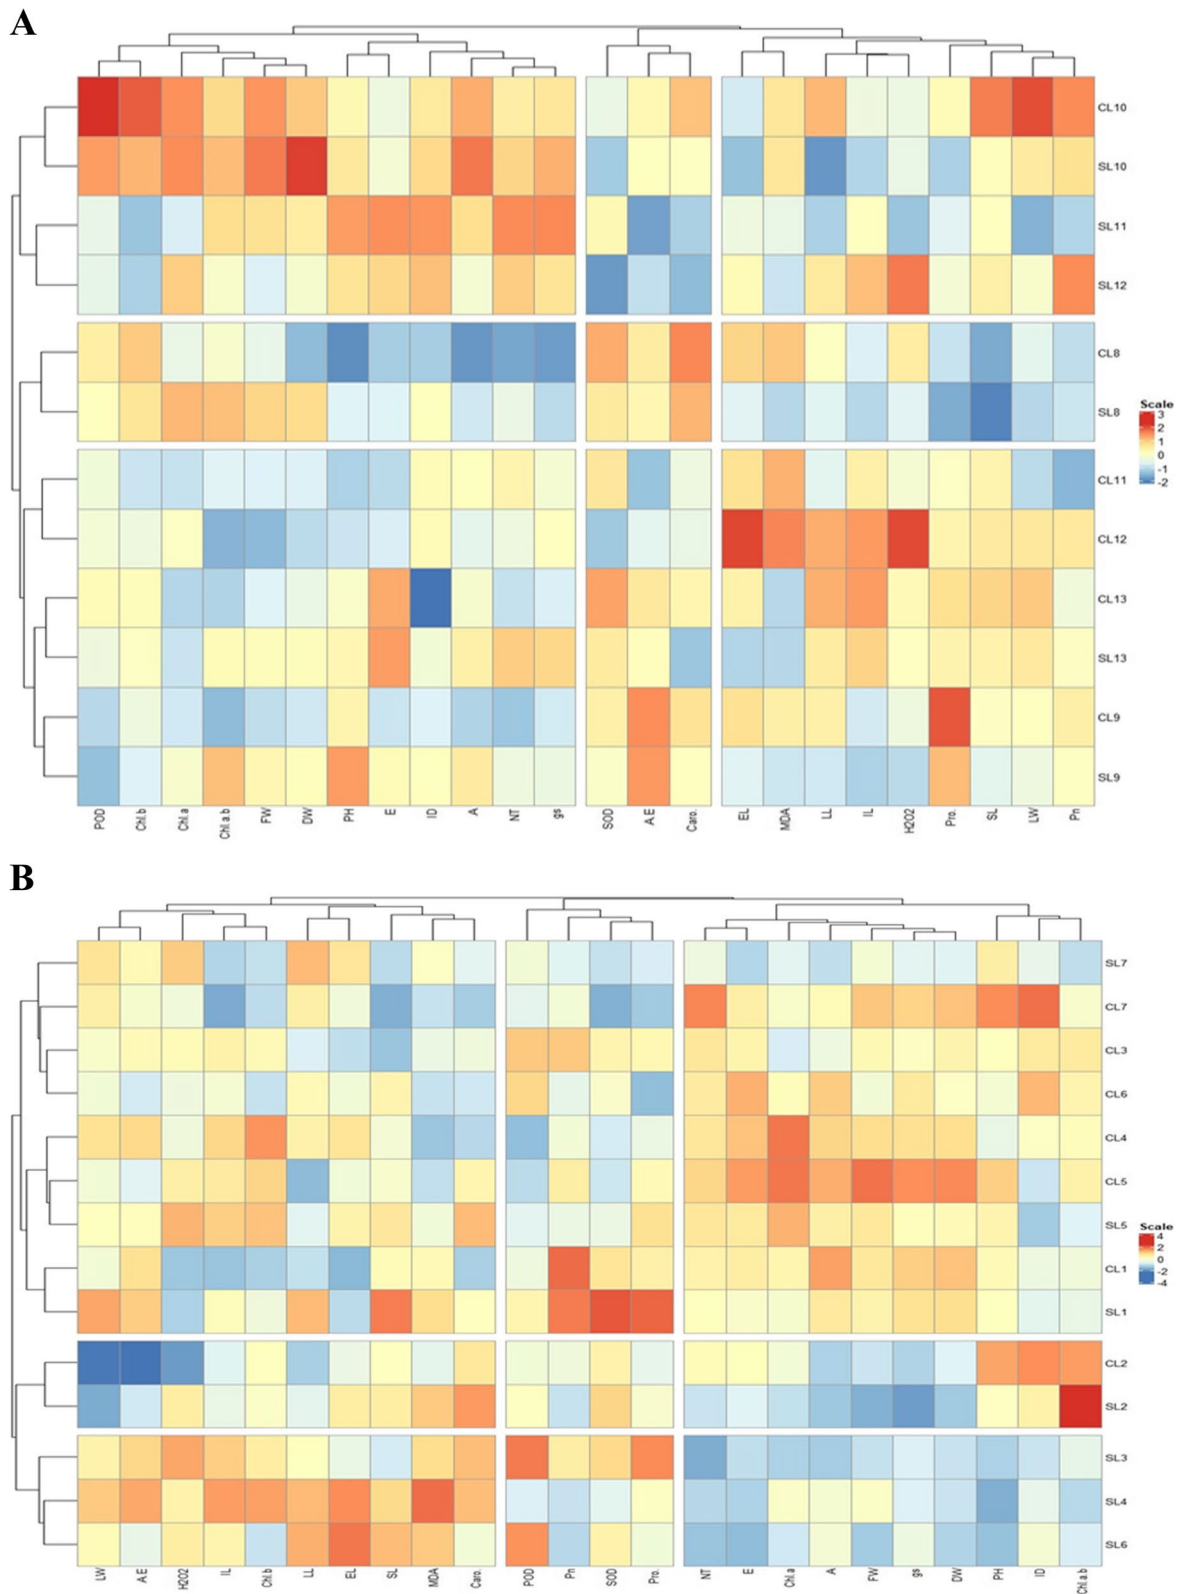 A
CL10
SL10
SL11
SL12
CL8
SL8
CL11
CL12
CL13
SL13
CL9
SL9
Scale
3
2
1
0
-1
-2
POD
Chl.b
Chl.a
Chl.a.b
FW
DW
PH
E
ID
A
NT
gs
SOD
A.E
Caro.
EL
MDA
LL
IL
H2O2
Pro.
SL
LW
Pn
B
SL7
CL7
CL3
CL6
CL4
CL5
SL5
CL1
SL1
CL2
SL2
SL3
SL4
SL6
Scale
4
2
0
-2
-4
LW
A.E
H2O2
IL
Chl.b
LL
EL
SL
MDA
Caro.
POD
Pn
SOD
Pro.
NT
E
Chl.a
A
FW
gs
DW
PH
ID
Chl.a.b